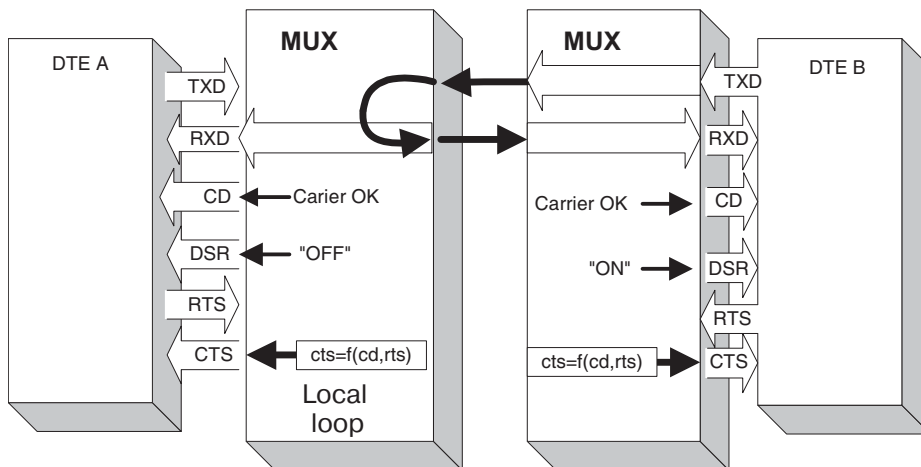 MUX
MUX
DTE A
DTE B
TXD
TXD
RXD
RXD
CD
Carier OK
Carrier OK
CD
DSR
"OFF"
"ON"
DSR
RTS
RTS
CTS
cts=f(cd,rts)
cts=f(cd,rts)
CTS
Local
loop